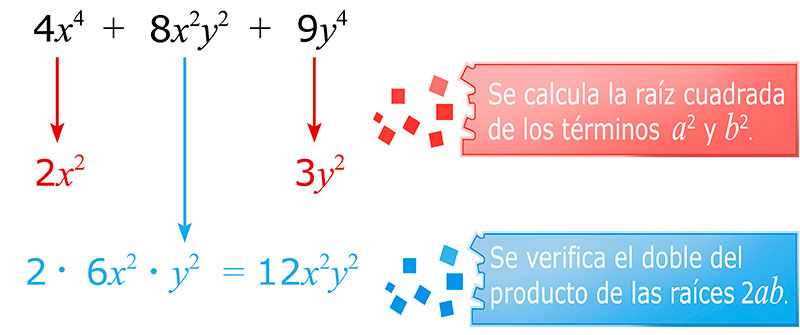 4x⁴ + 8x²y² + 9y⁴
Se calcula la raíz cuadrada
de los términos a² y b².
2x² 3y²
Se verifica el doble del
producto de las raíces 2ab.
2 · 6x² · y² = 12x²y²